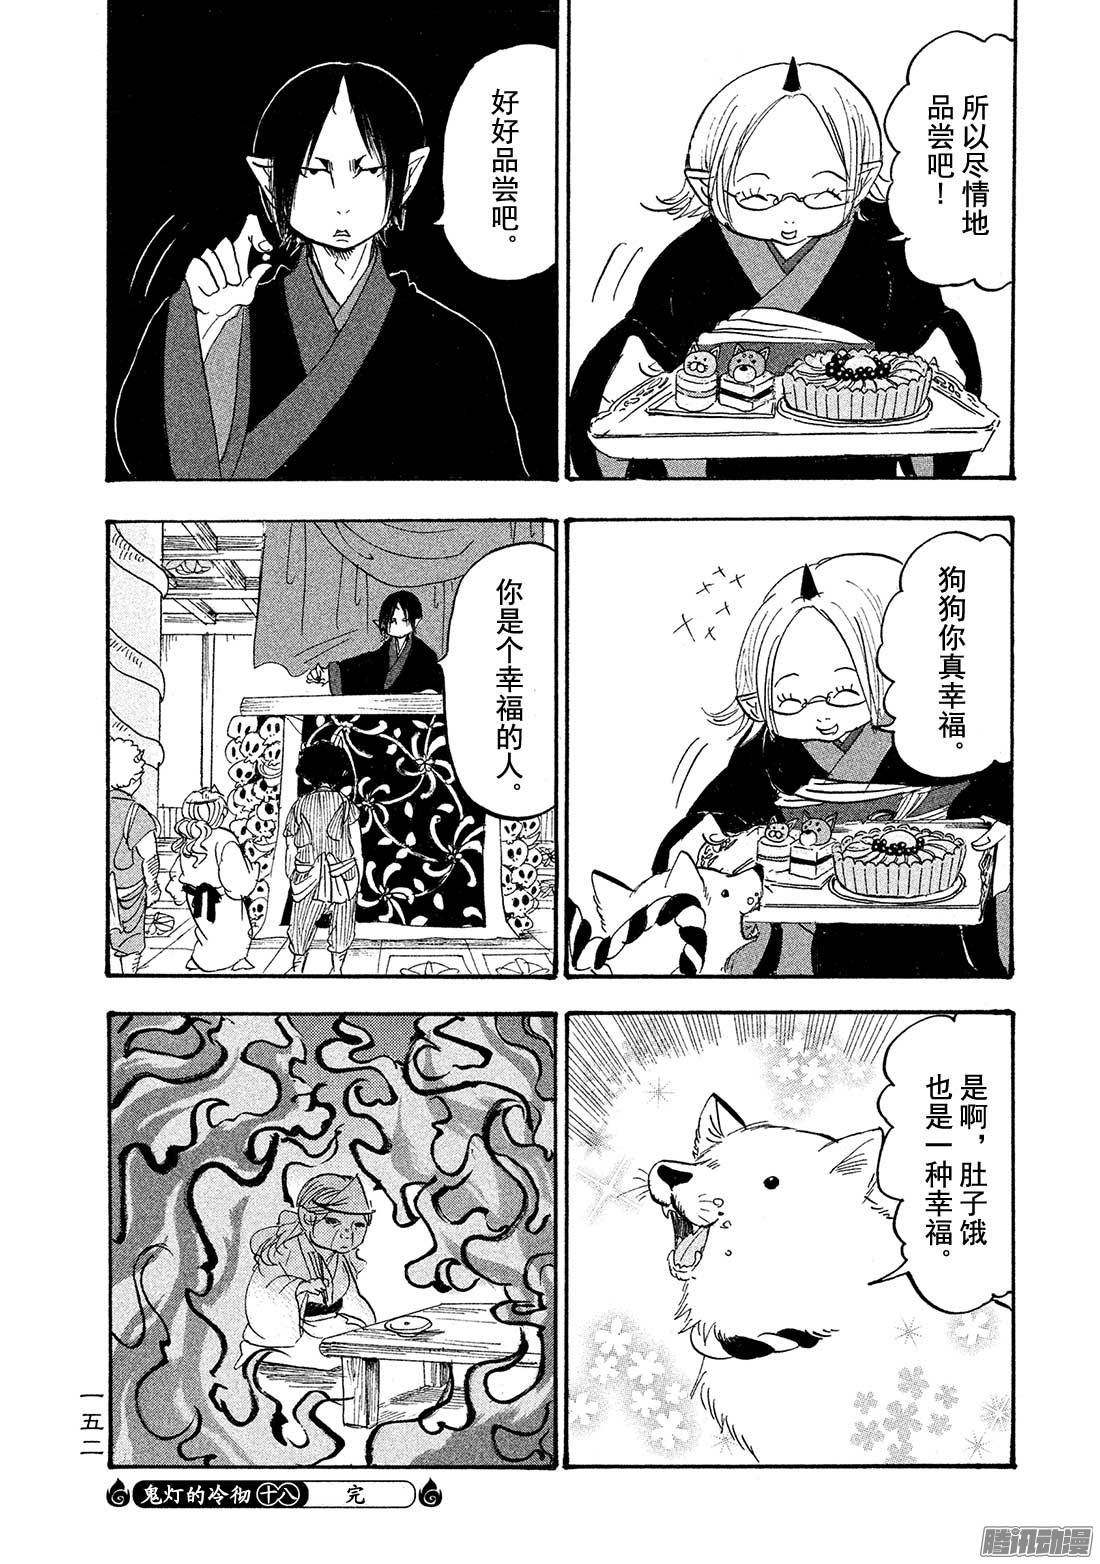 所以尽情地
品尝吧！
好好品尝吧。
狗狗你真幸福。
你是个幸福的人。
是啊，肚子饿
也是一种幸福。
一五二
鬼灯的冷彻 十八 完
腾讯动漫